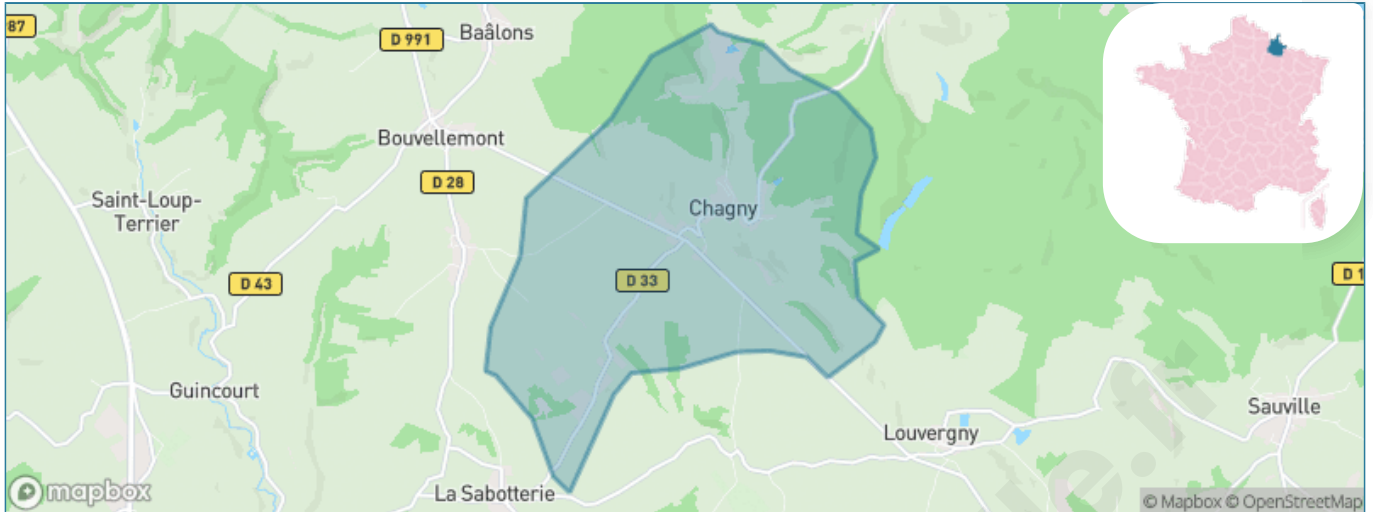 87
D 991
Baâlons
Bouvellemont
D 28
Saint-Loup-
Terrier
Chagny
D 43
D 33
D 1
Guincourt
Sauville
Louvergny
La Sabotterie
mapbox
© Mapbox © OpenStreetMap